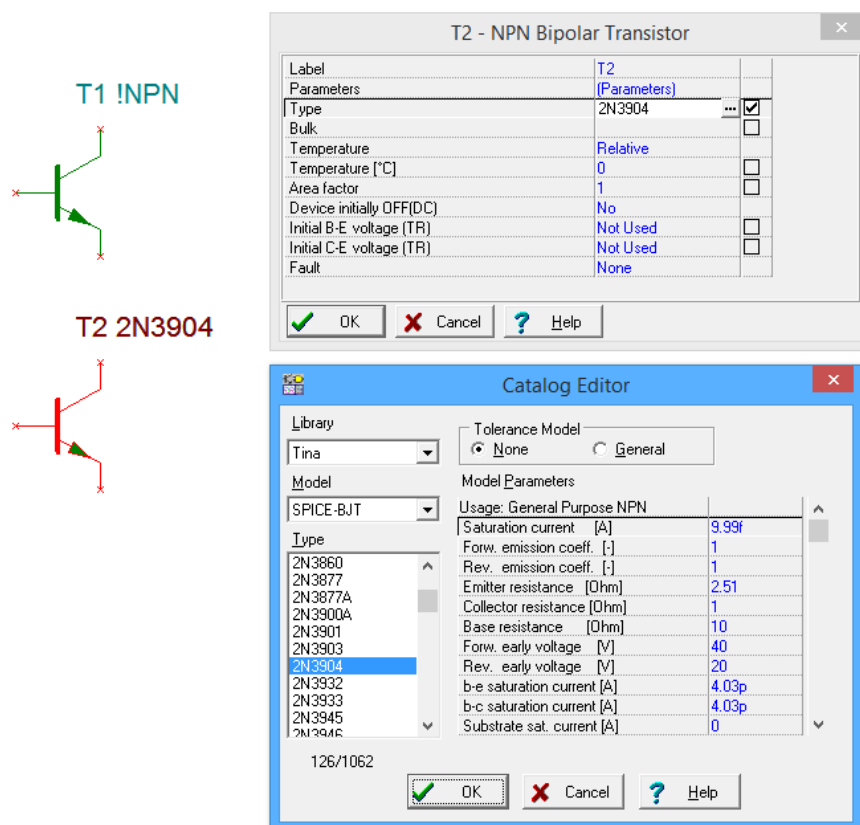 T1 !NPN
T2 2N3904
T2 - NPN Bipolar Transistor
Label T2
Parameters (Parameters)
Type 2N3904 ...
Bulk
Temperature Relative
Temperature [°C] 0
Area factor 1
Device initially OFF(DC) No
Initial B-E voltage (TR) Not Used
Initial C-E voltage (TR) Not Used
Fault None
OK Cancel ? Help
Catalog Editor
Library
Tina
Model
SPICE-BJT
Type
2N3860
2N3877
2N3877A
2N3900A
2N3901
2N3903
2N3904
2N3932
2N3933
2N3945
2N3946
126/1062
Tolerance Model
None General
Model Parameters
Usage: General Purpose NPN
Saturation current [A] 9.99f
Forw. emission coeff. [-] 1
Rev. emission coeff. [-] 1
Emitter resistance [Ohm] 2.51
Collector resistance [Ohm] 1
Base resistance [Ohm] 10
Forw. early voltage [V] 40
Rev. early voltage [V] 20
b-e saturation current [A] 4.03p
b-c saturation current [A] 4.03p
Substrate sat. current [A] 0
OK Cancel ? Help